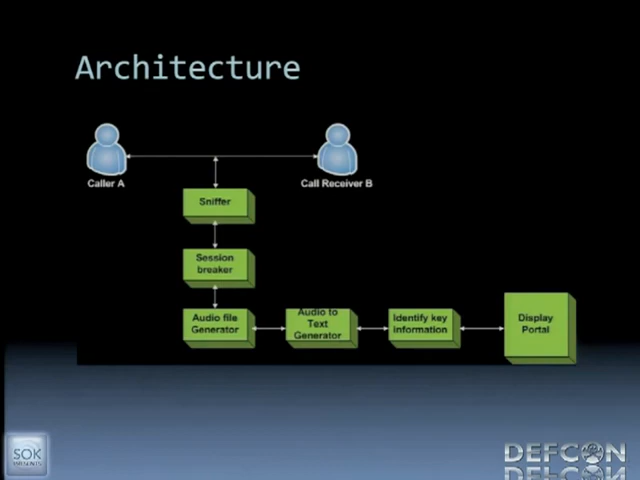 Architecture
Caller A
Call Receiver B
Sniffer
Session
breaker
Audio file
Generator
Audio to
Text
Generator
Identify key
information
Display
Portal
SOK
DEFCON